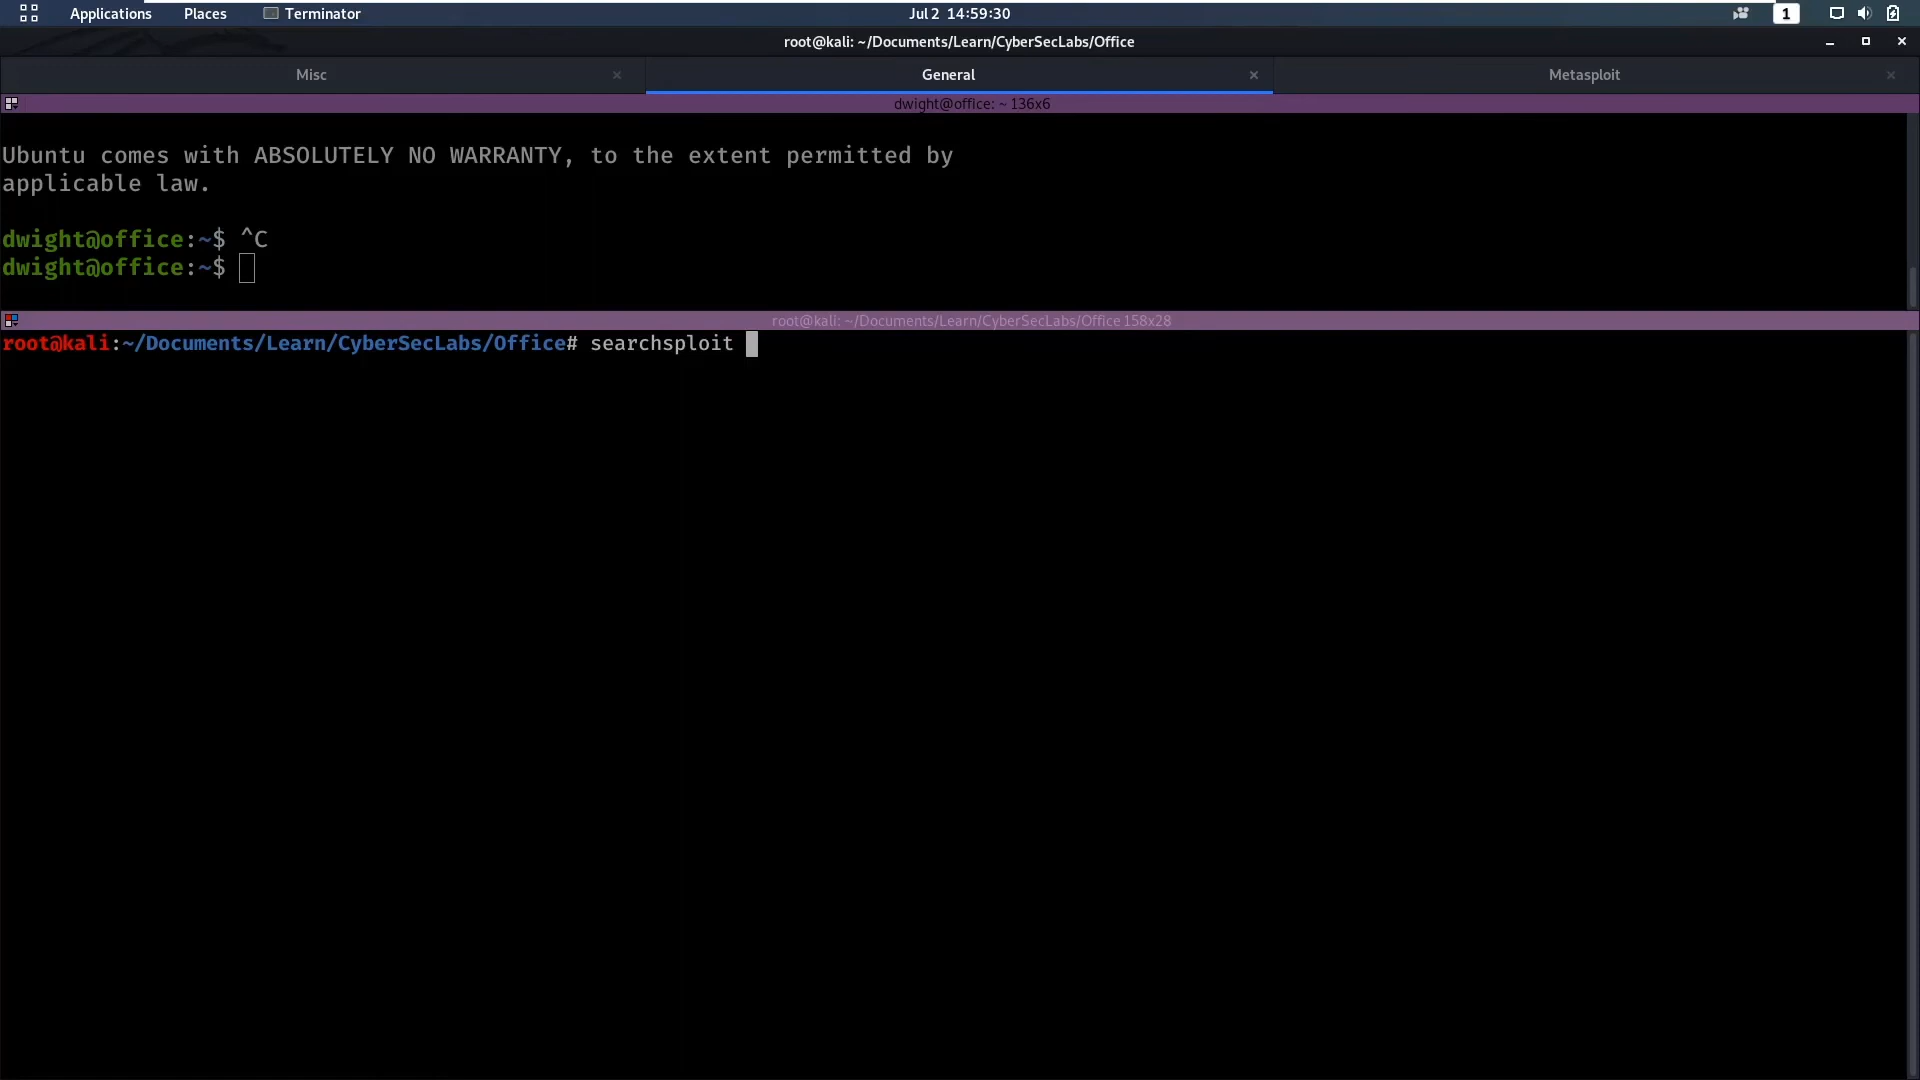 Applications Places Terminator Jul 2 14:59:30 1
root@kali: ~/Documents/Learn/CyberSecLabs/Office
Misc × General × Metasploit ×
dwight@office: ~ 136x6
Ubuntu comes with ABSOLUTELY NO WARRANTY, to the extent permitted by
applicable law.
dwight@office:~$ ^C
dwight@office:~$
root@kali: ~/Documents/Learn/CyberSecLabs/Office 158x28
root@kali:~/Documents/Learn/CyberSecLabs/Office# searchsploit